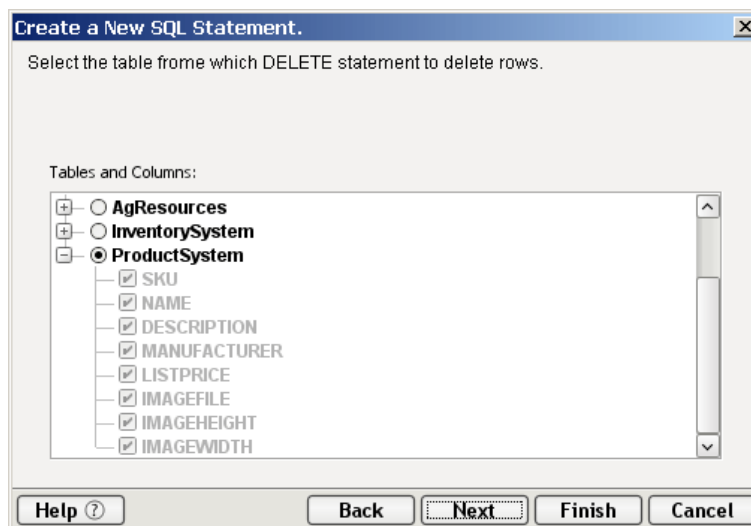 Create a New SQL Statement.
Select the table frome which DELETE statement to delete rows.
Tables and Columns:
AgResources
InventorySystem
ProductSystem
SKU
NAME
DESCRIPTION
MANUFACTURER
LISTPRICE
IMAGEFILE
IMAGEHEIGHT
IMAGEWIDTH
Help ? Back Next Finish Cancel